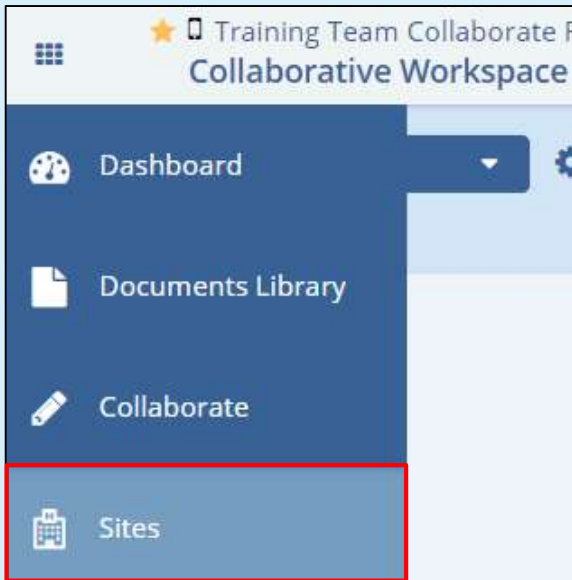 Training Team Collaborate
Collaborative Workspace
Dashboard
Documents Library
Collaborate
Sites